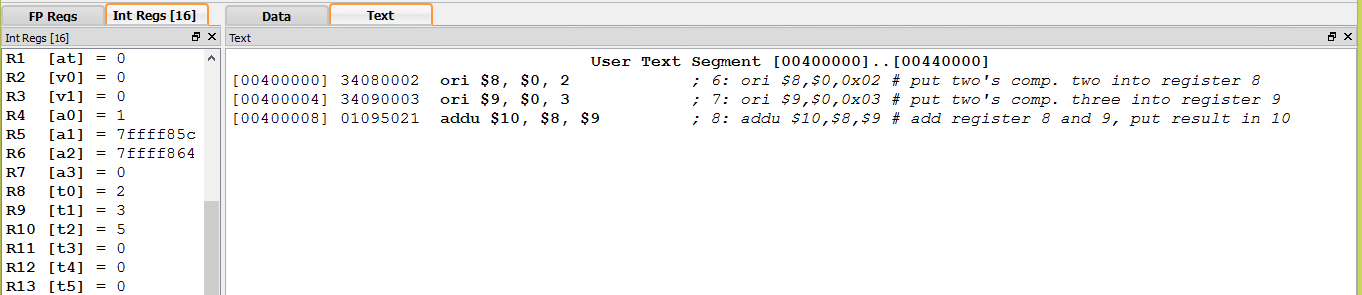 FP Regs Int Regs [16] Data Text
Int Regs [16] Text
R1 [at] = 0
R2 [v0] = 0
R3 [v1] = 0
R4 [a0] = 1
R5 [a1] = 7ffff85c
R6 [a2] = 7ffff864
R7 [a3] = 0
R8 [t0] = 2
R9 [t1] = 3
R10 [t2] = 5
R11 [t3] = 0
R12 [t4] = 0
R13 [t5] = 0
User Text Segment [00400000]..[00440000]
[00400000] 34080002 ori $8, $0, 2 ; 6: ori $8,$0,0x02 # put two's comp. two into register 8
[00400004] 34090003 ori $9, $0, 3 ; 7: ori $9,$0,0x03 # put two's comp. three into register 9
[00400008] 01095021 addu $10, $8, $9 ; 8: addu $10,$8,$9 # add register 8 and 9, put result in 10